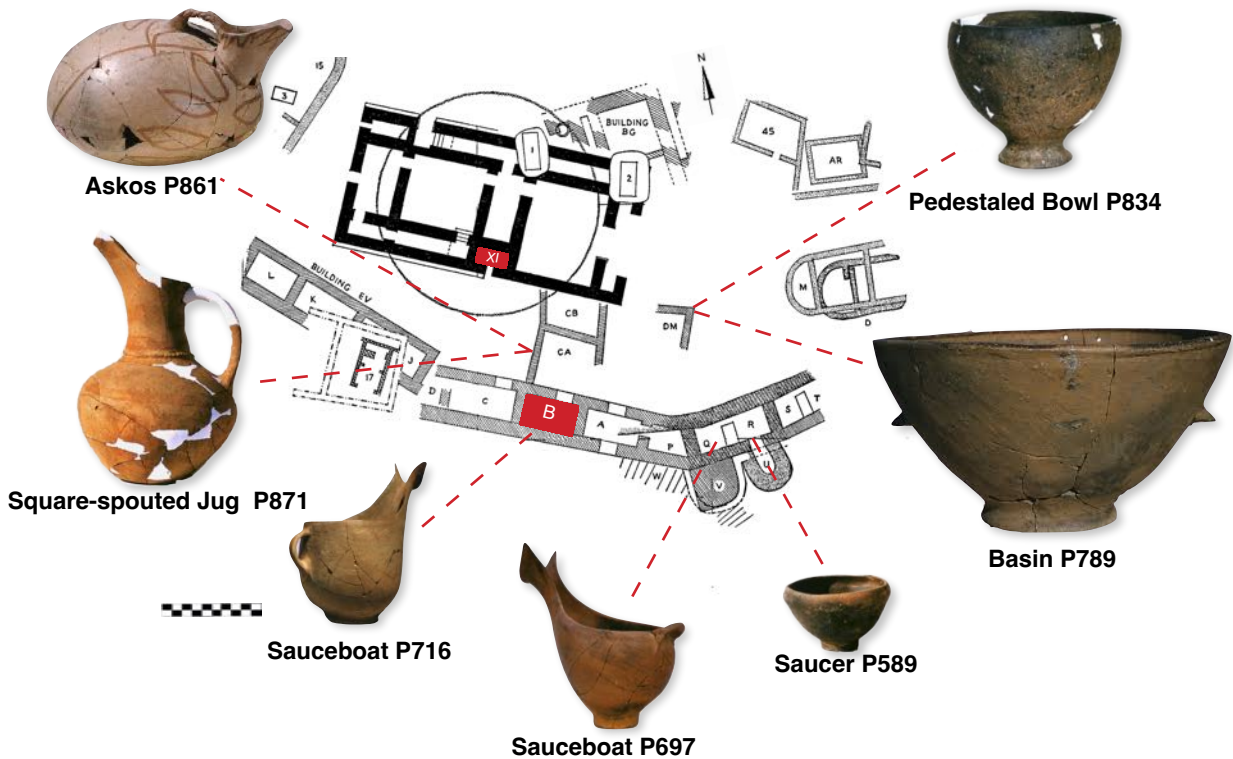 15
3
N
BUILDING
BG
1
2
45
AR
Askos P861
Pedestaled Bowl P834
XI
L
BUILDING EV
K
M
D
CB
DM
CA
J
17
D
C
B
A
P
Q
R
S
T
W
V
U
Square-spouted Jug P871
Basin P789
Sauceboat P716
Saucer P589
Sauceboat P697